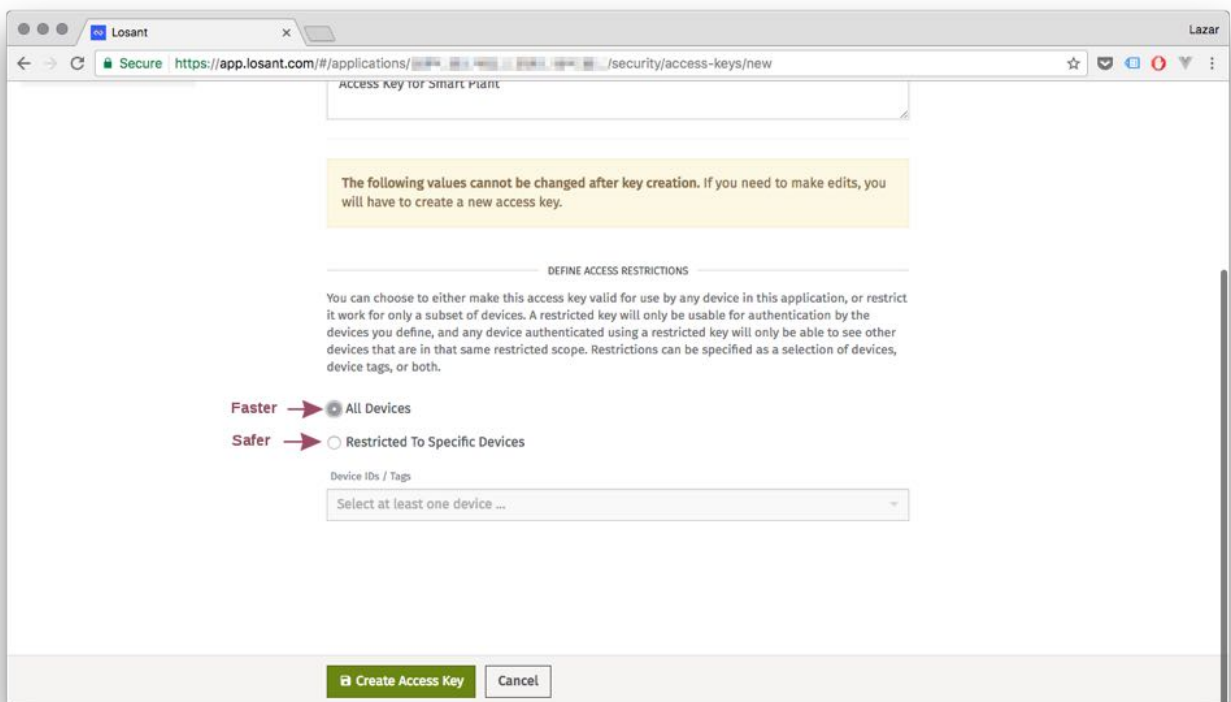 Losant
Lazar
Secure https://app.losant.com/#/applications/ /security/access-keys/new
Access Key for Smart Plant
The following values cannot be changed after key creation. If you need to make edits, you
will have to create a new access key.
DEFINE ACCESS RESTRICTIONS
You can choose to either make this access key valid for use by any device in this application, or restrict
it work for only a subset of devices. A restricted key will only be usable for authentication by the
devices you define, and any device authenticated using a restricted key will only be able to see other
devices that are in that same restricted scope. Restrictions can be specified as a selection of devices,
device tags, or both.
Faster All Devices
Safer Restricted To Specific Devices
Device IDs / Tags
Select at least one device ...
Create Access Key Cancel